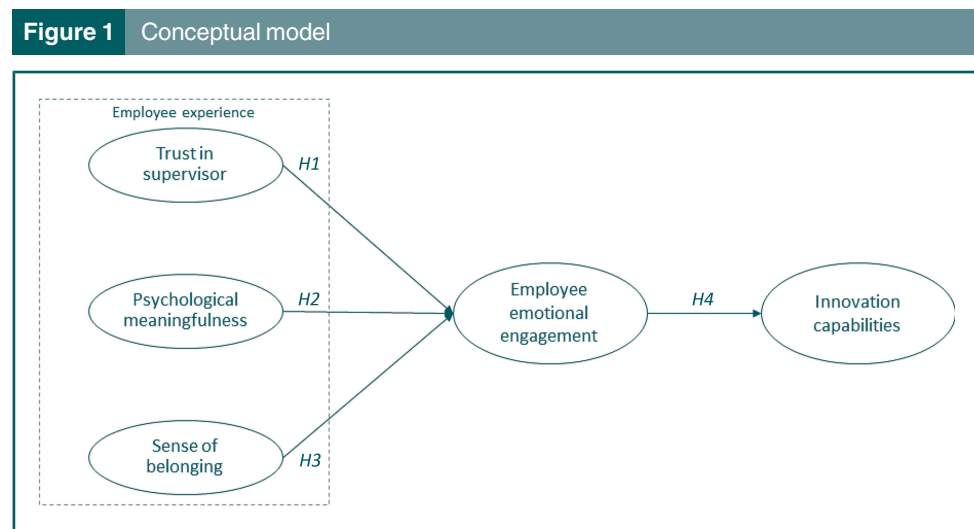 Figure 1 Conceptual model
Employee experience
Trust in
supervisor
H1
Psychological
meaningfulness
H2
Sense of
belonging
H3
Employee
emotional
engagement
H4
Innovation
capabilities